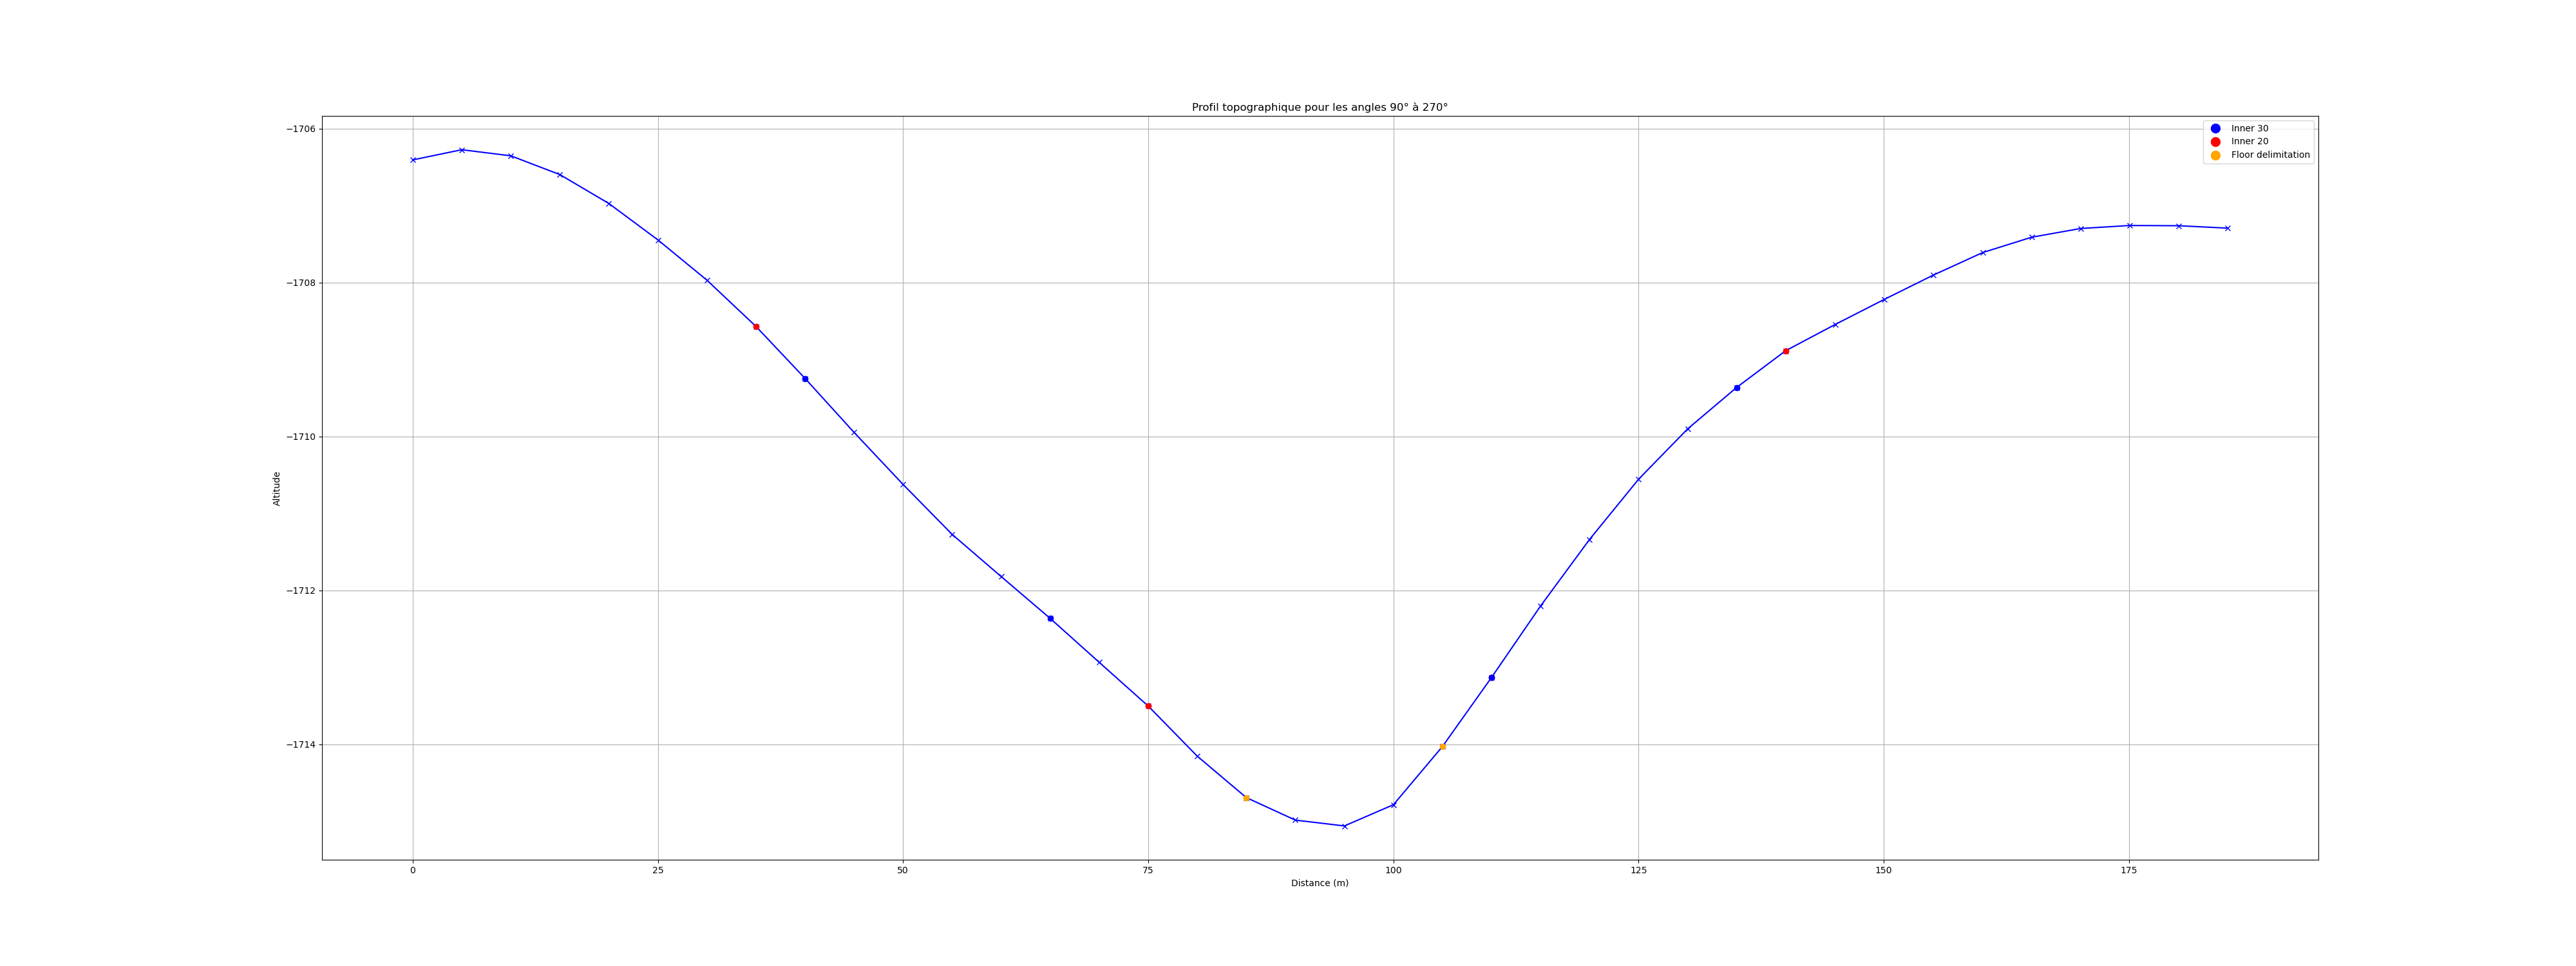 Profil topographique pour les angles 90° à 270°
Inner 30
Inner 20
Floor delimitation
−1706
−1708
−1710
−1712
−1714
Altitude
0 25 50 75 100 125 150 175
Distance (m)